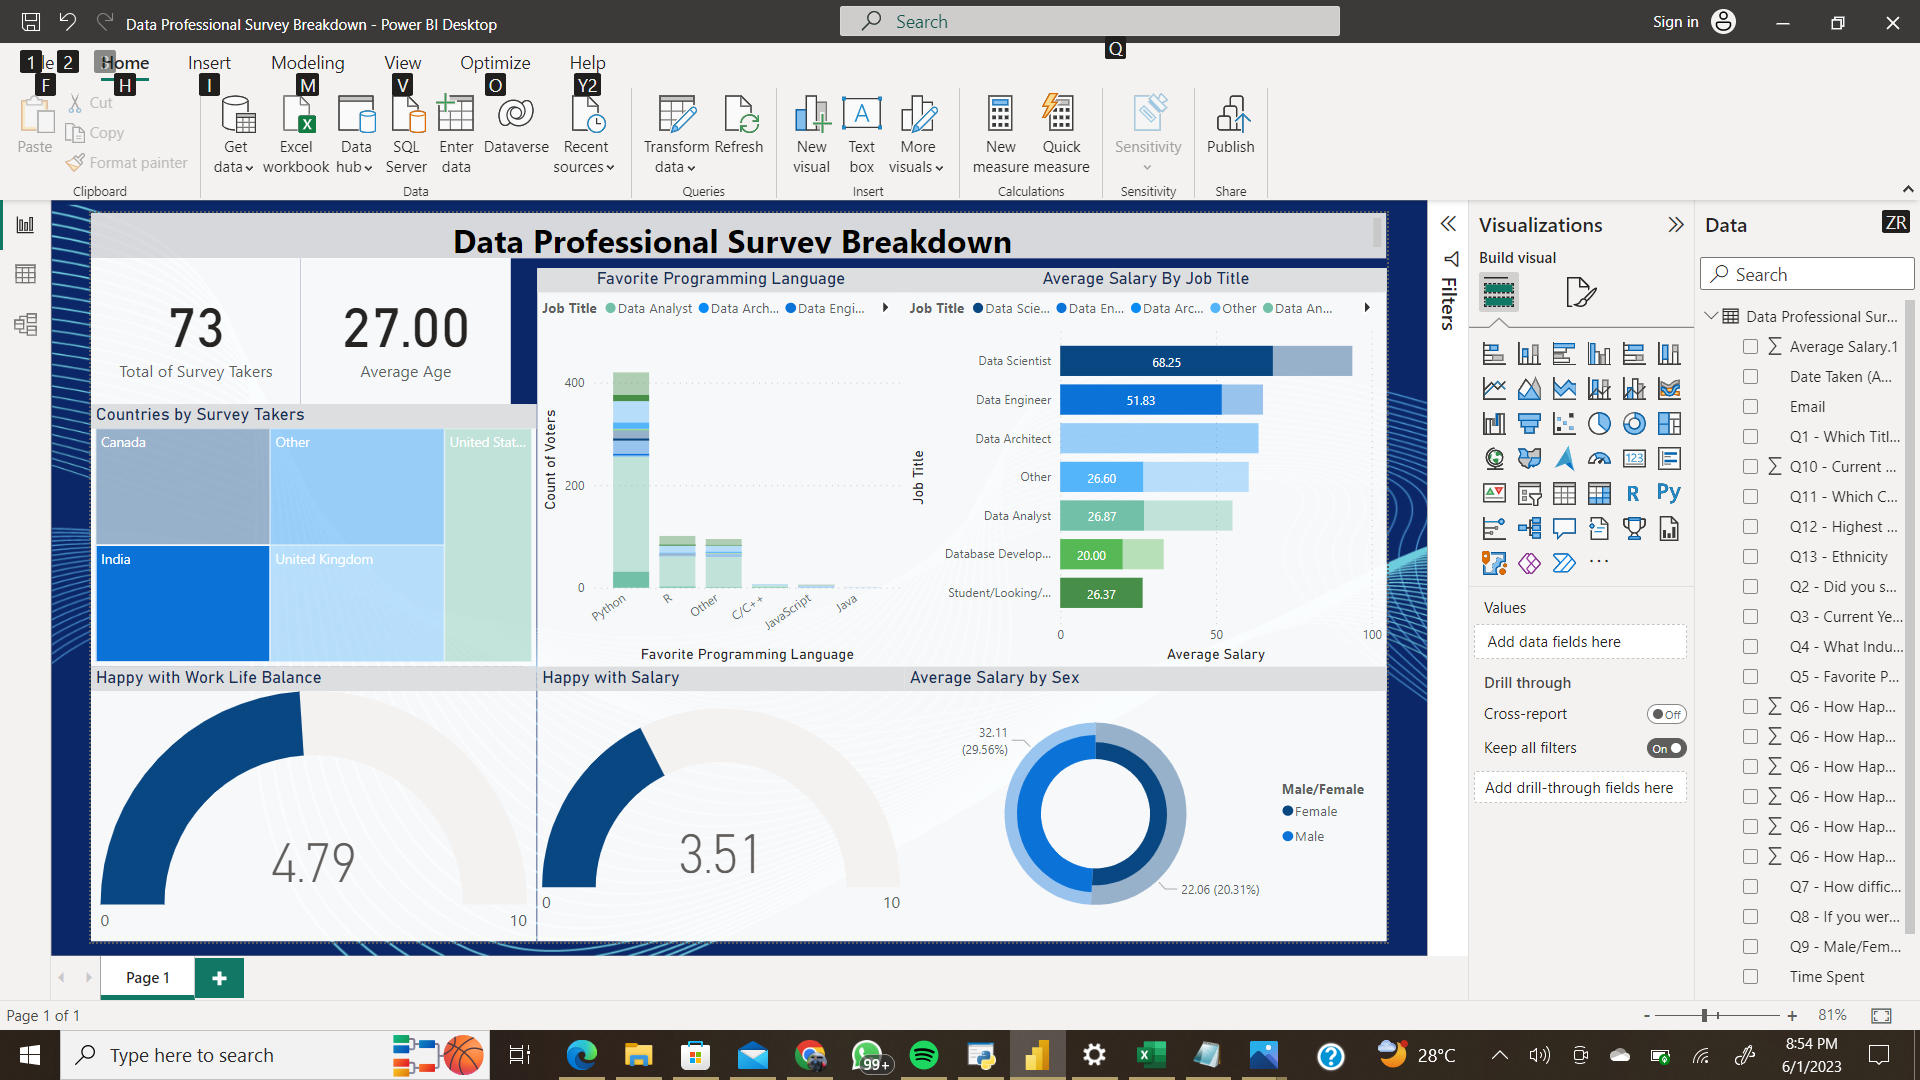 Data Professional Survey Breakdown - Power BI Desktop
Search
Sign in
Home
Insert
Modeling
View
Optimize
Help
1
2
F
H
I
M
V
O
Y2
Q
Paste
Cut
Copy
Format painter
Clipboard
Get data
Excel workbook
Data hub
SQL Server
Enter data
Dataverse
Recent sources
Data
Transform data
Refresh
Queries
New visual
Text box
More visuals
Insert
New measure
Quick measure
Calculations
Sensitivity
Sensitivity
Publish
Share
Data Professional Survey Breakdown
73
Total of Survey Takers
27.00
Average Age
Countries by Survey Takers
Canada
Other
United Stat...
India
United Kingdom
Favorite Programming Language
Job Title
Data Analyst
Data Arch...
Data Engi...
Count of Voters
400
200
0
Python
R
Other
C/C++
JavaScript
Java
Favorite Programming Language
Average Salary By Job Title
Job Title
Data Scie...
Data En...
Data Arc...
Other
Data An...
Job Title
Data Scientist
68.25
Data Engineer
51.83
Data Architect
Other
26.60
Data Analyst
26.87
Database Develop...
20.00
Student/Looking/...
26.37
0
50
100
Average Salary
Happy with Work Life Balance
4.79
0
10
Happy with Salary
3.51
0
10
Average Salary by Sex
32.11
(29.56%)
22.06 (20.31%)
Male/Female
Female
Male
Filters
Visualizations
Build visual
123
R
Py
Values
Add data fields here
Drill through
Cross-report
Off
Keep all filters
On
Add drill-through fields here
Data
ZR
Search
Data Professional Sur...
Average Salary.1
Date Taken (A...
Email
Q1 - Which Titl...
Q10 - Current ...
Q11 - Which C...
Q12 - Highest ...
Q13 - Ethnicity
Q2 - Did you s...
Q3 - Current Ye...
Q4 - What Indu...
Q5 - Favorite P...
Q6 - How Hap...
Q6 - How Hap...
Q6 - How Hap...
Q6 - How Hap...
Q6 - How Hap...
Q6 - How Hap...
Q7 - How diffic...
Q8 - If you wer...
Q9 - Male/Fem...
Time Spent
Page 1
Page 1 of 1
81%
Type here to search
99+
28°C
8:54 PM
6/1/2023